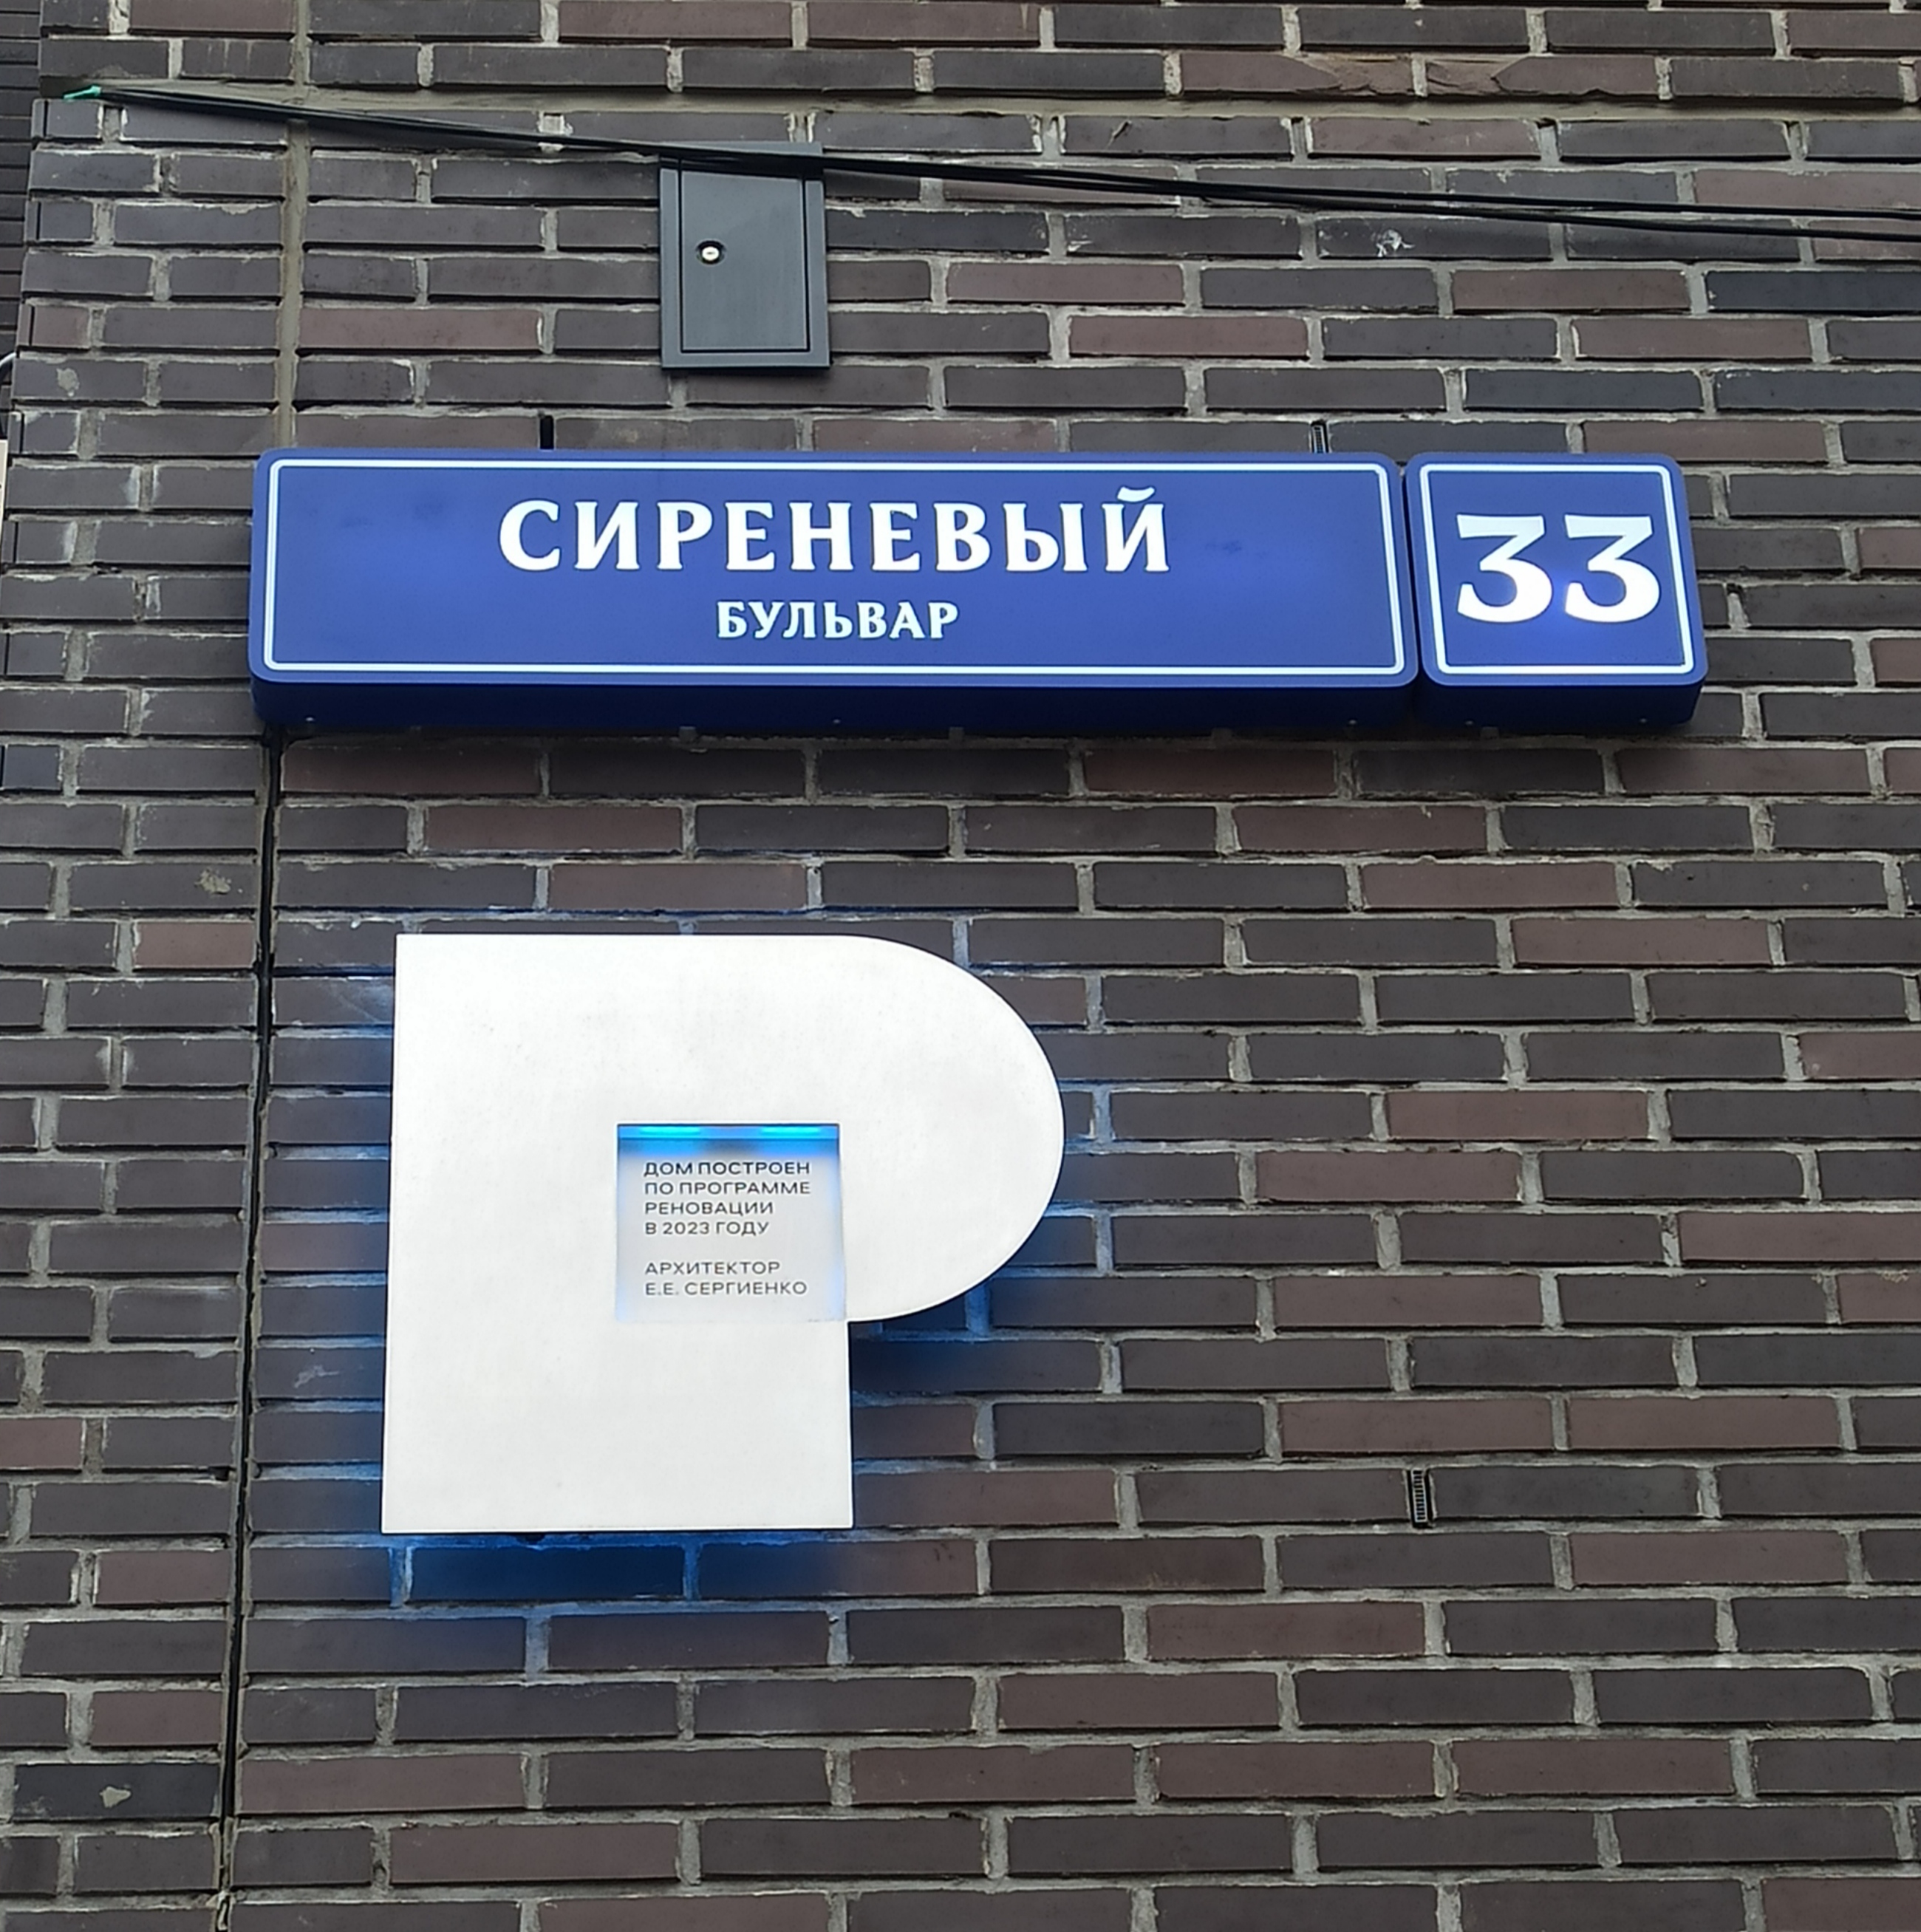 СИРЕНЕВЫЙ
БУЛЬВАР
33
ДОМ ПОСТРОЕН
ПО ПРОГРАММЕ
РЕНОВАЦИИ
В 2023 ГОДУ
АРХИТЕКТОР
Е.Е. СЕРГИЕНКО